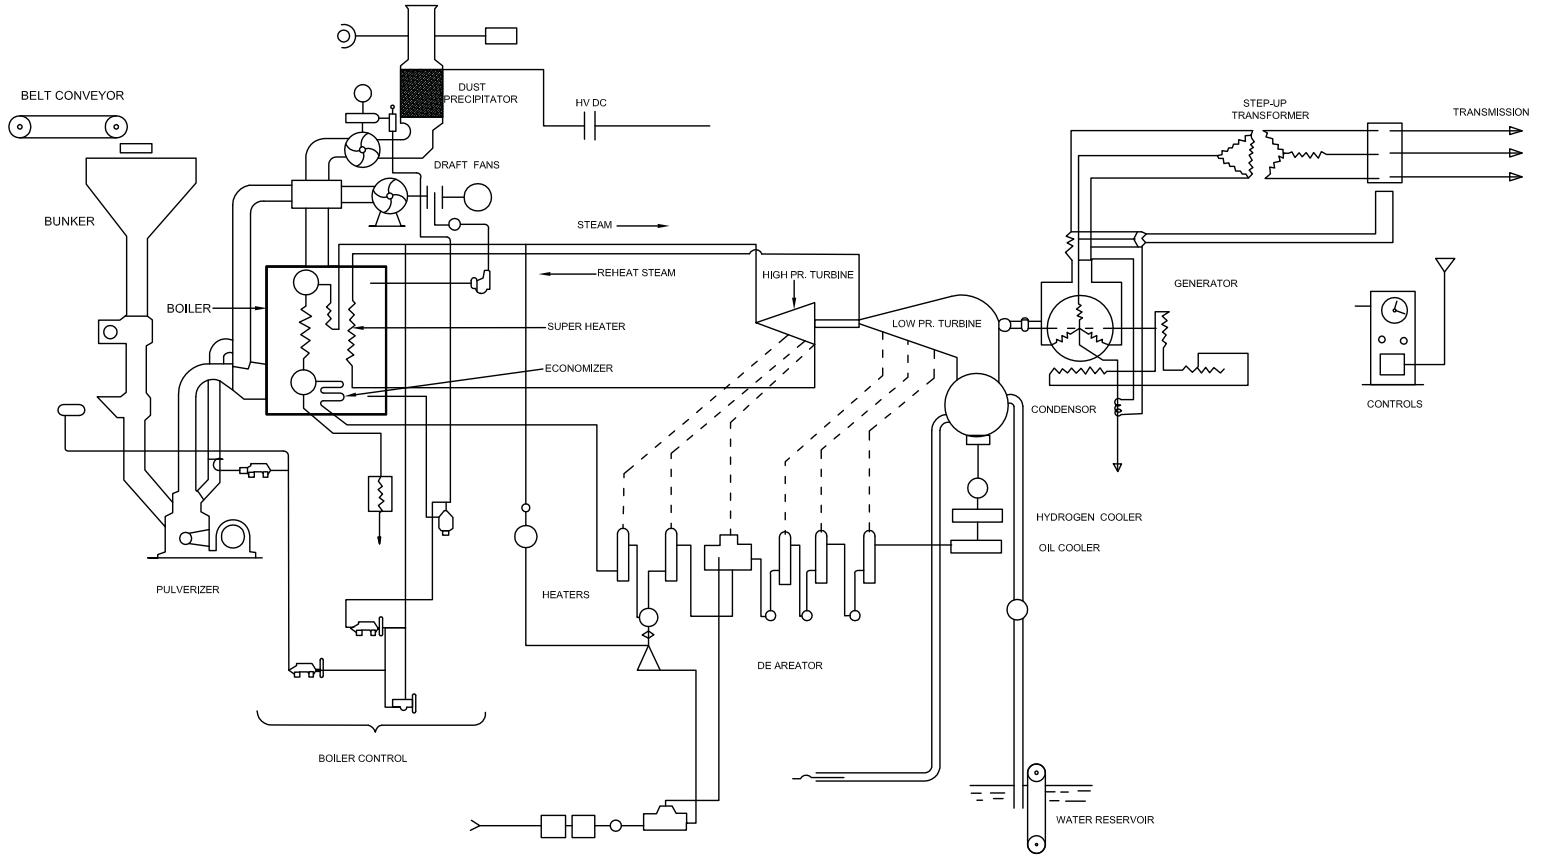 BELT CONVEYOR
DUST
PRECIPITATOR
HV DC
STEP-UP
TRANSFORMER
TRANSMISSION
DRAFT FANS
BUNKER
STEAM
REHEAT STEAM
HIGH PR. TURBINE
GENERATOR
BOILER
SUPER HEATER
LOW PR. TURBINE
ECONOMIZER
CONDENSOR
CONTROLS
HYDROGEN COOLER
OIL COOLER
PULVERIZER
HEATERS
DE AREATOR
BOILER CONTROL
WATER RESERVOIR